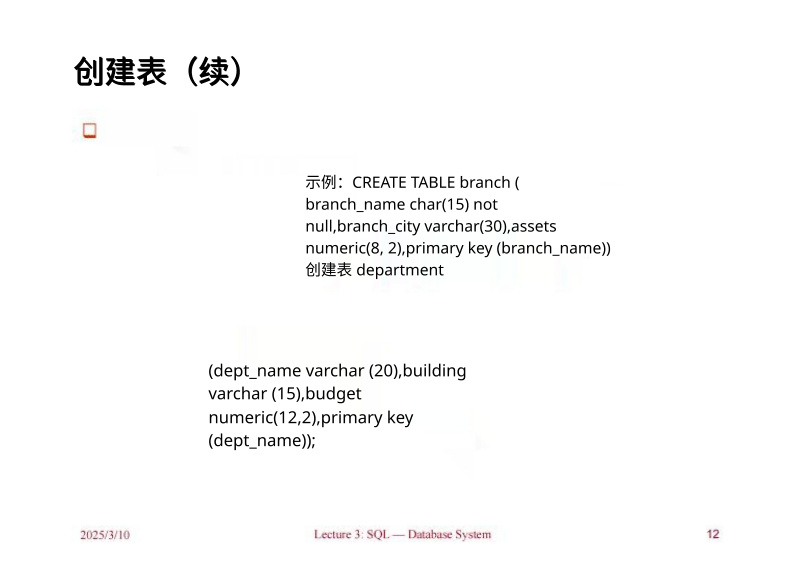 创建表（续）
示例：CREATE TABLE branch (
branch_name char(15) not
null,branch_city varchar(30),assets
numeric(8, 2),primary key (branch_name))
创建表 department
(dept_name varchar (20),building
varchar (15),budget
numeric(12,2),primary key
(dept_name));
2025/3/10
Lecture 3: SQL — Database System
12